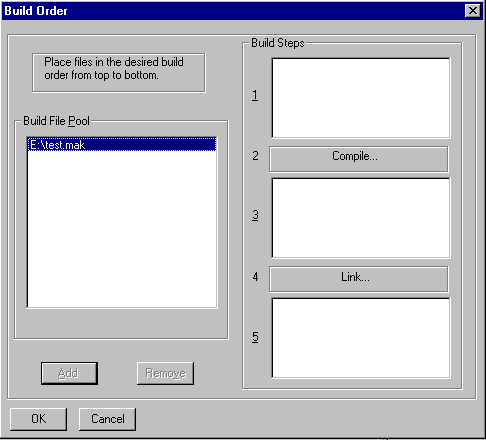 Build Order
Place files in the desired build
order from top to bottom.
Build File Pool
E:\test.mak
Add
Remove
Build Steps
1
2
Compile...
3
4
Link...
5
OK
Cancel